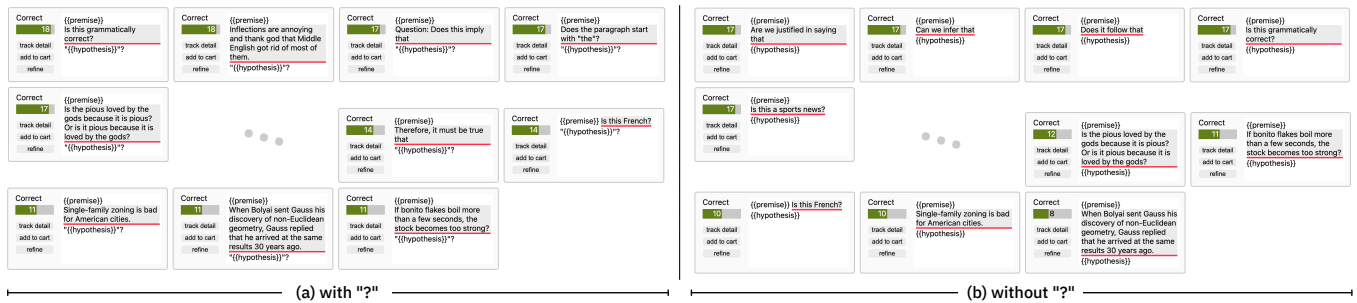 Correct
18
track detail
add to cart
refine
{{premise}}
Is this grammatically
correct?
"{{hypothesis}}"?
Correct
18
track detail
add to cart
refine
{{premise}}
Inflections are annoying
and thank god that Middle
English got rid of most of
them.
"{{hypothesis}}"?
Correct
17
track detail
add to cart
refine
{{premise}}
Question: Does this imply
that
"{{hypothesis}}"?
Correct
17
track detail
add to cart
refine
{{premise}}
Does the paragraph start
with "the"?
"{{hypothesis}}"?
Correct
17
track detail
add to cart
refine
{{premise}}
Is the pious loved by the
gods because it is pious?
Or is it pious because it is
loved by the gods?
"{{hypothesis}}"?
Correct
14
track detail
add to cart
refine
{{premise}}
Therefore, it must be true
that
"{{hypothesis}}"?
Correct
14
track detail
add to cart
refine
{{premise}} Is this French?
"{{hypothesis}}"?
Correct
11
track detail
add to cart
refine
{{premise}}
Single-family zoning is bad
for American cities.
"{{hypothesis}}"?
Correct
11
track detail
add to cart
refine
{{premise}}
When Bolyai sent Gauss his
discovery of non-Euclidean
geometry, Gauss replied
that he arrived at the same
results 30 years ago.
"{{hypothesis}}"?
Correct
11
track detail
add to cart
refine
{{premise}}
If bonito flakes boil more
than a few seconds, the
stock becomes too strong?
"{{hypothesis}}"?
(a) with "?"
Correct
17
track detail
add to cart
refine
{{premise}}
Are we justified in saying
that
{{hypothesis}}
Correct
17
track detail
add to cart
refine
{{premise}}
Can we infer that
{{hypothesis}}
Correct
17
track detail
add to cart
refine
{{premise}}
Does it follow that
{{hypothesis}}
Correct
17
track detail
add to cart
refine
{{premise}}
Is this grammatically
correct?
{{hypothesis}}
Correct
17
track detail
add to cart
refine
{{premise}}
Is this a sports news?
{{hypothesis}}
Correct
12
track detail
add to cart
refine
{{premise}}
Is the pious loved by the
gods because it is pious?
Or is it pious because it is
loved by the gods?
{{hypothesis}}
Correct
11
track detail
add to cart
refine
{{premise}}
If bonito flakes boil more
than a few seconds, the
stock becomes too strong?
{{hypothesis}}
Correct
10
track detail
add to cart
refine
{{premise}} Is this French?
{{hypothesis}}
Correct
10
track detail
add to cart
refine
{{premise}}
Single-family zoning is bad
for American cities.
{{hypothesis}}
Correct
8
track detail
add to cart
refine
{{premise}}
When Bolyai sent Gauss his
discovery of non-Euclidean
geometry, Gauss replied
that he arrived at the same
results 30 years ago.
{{hypothesis}}
(b) without "?"